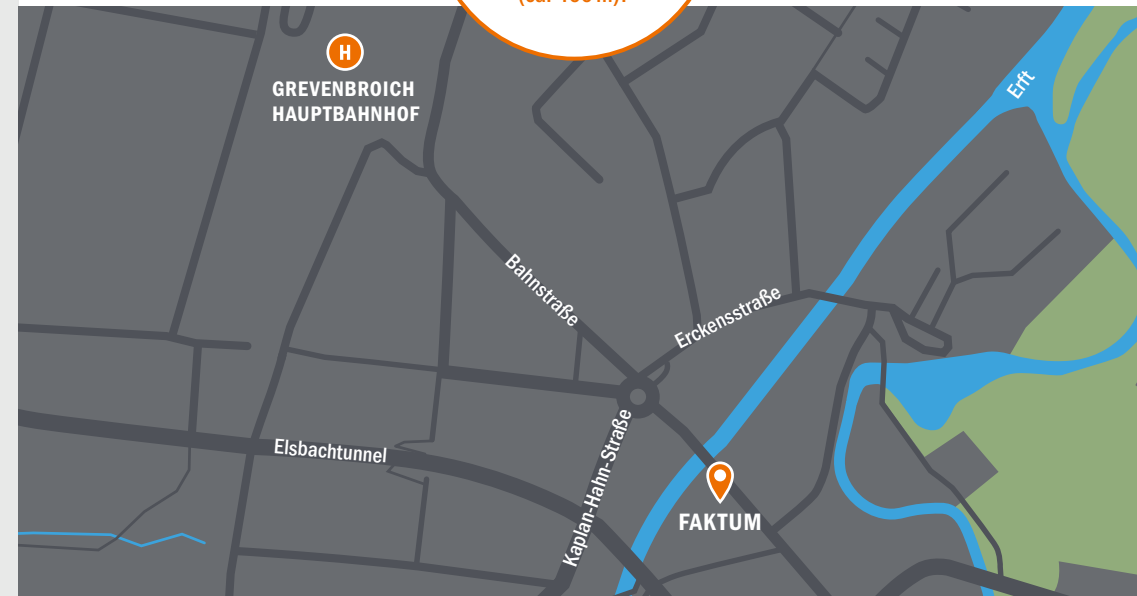 H
GREVENBROICH
HAUPTBAHNHOF
Erft
Bahnstraße
Erckensstraße
Elsbachtunnel
Kaplan-Hahn-Straße
FAKTUM